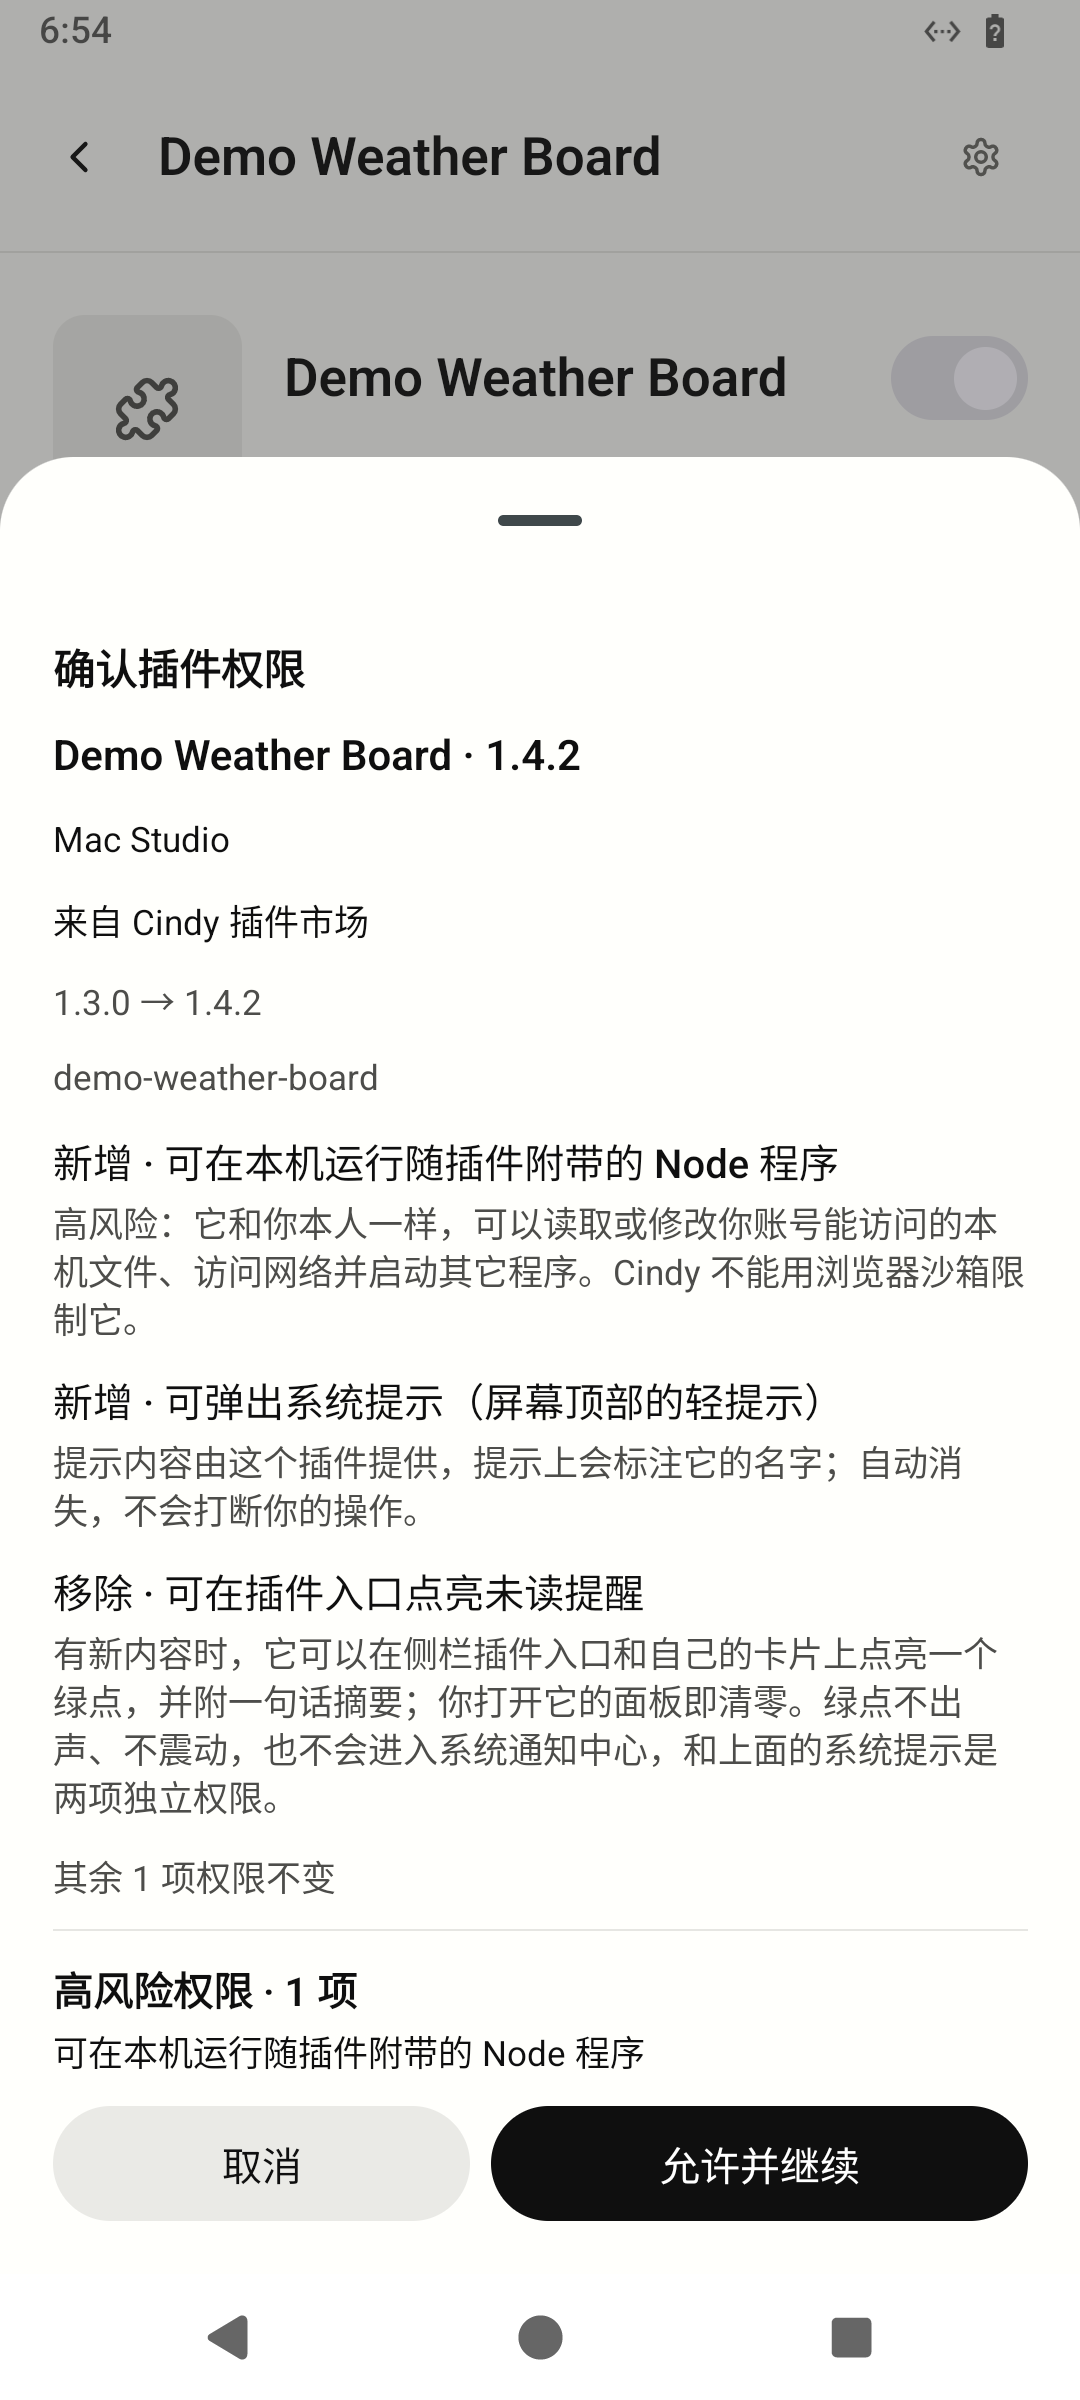 6:54
Demo Weather Board
Demo Weather Board
确认插件权限
Demo Weather Board · 1.4.2
Mac Studio
来自 Cindy 插件市场
1.3.0 → 1.4.2
demo-weather-board
新增 · 可在本机运行随插件附带的 Node 程序
高风险：它和你本人一样，可以读取或修改你账号能访问的本
机文件、访问网络并启动其它程序。Cindy 不能用浏览器沙箱限
制它。
新增 · 可弹出系统提示（屏幕顶部的轻提示）
提示内容由这个插件提供，提示上会标注它的名字；自动消
失，不会打断你的操作。
移除 · 可在插件入口点亮未读提醒
有新内容时，它可以在侧栏插件入口和自己的卡片上点亮一个
绿点，并附一句话摘要；你打开它的面板即清零。绿点不出
声、不震动，也不会进入系统通知中心，和上面的系统提示是
两项独立权限。
其余 1 项权限不变
高风险权限 · 1 项
可在本机运行随插件附带的 Node 程序
取消
允许并继续